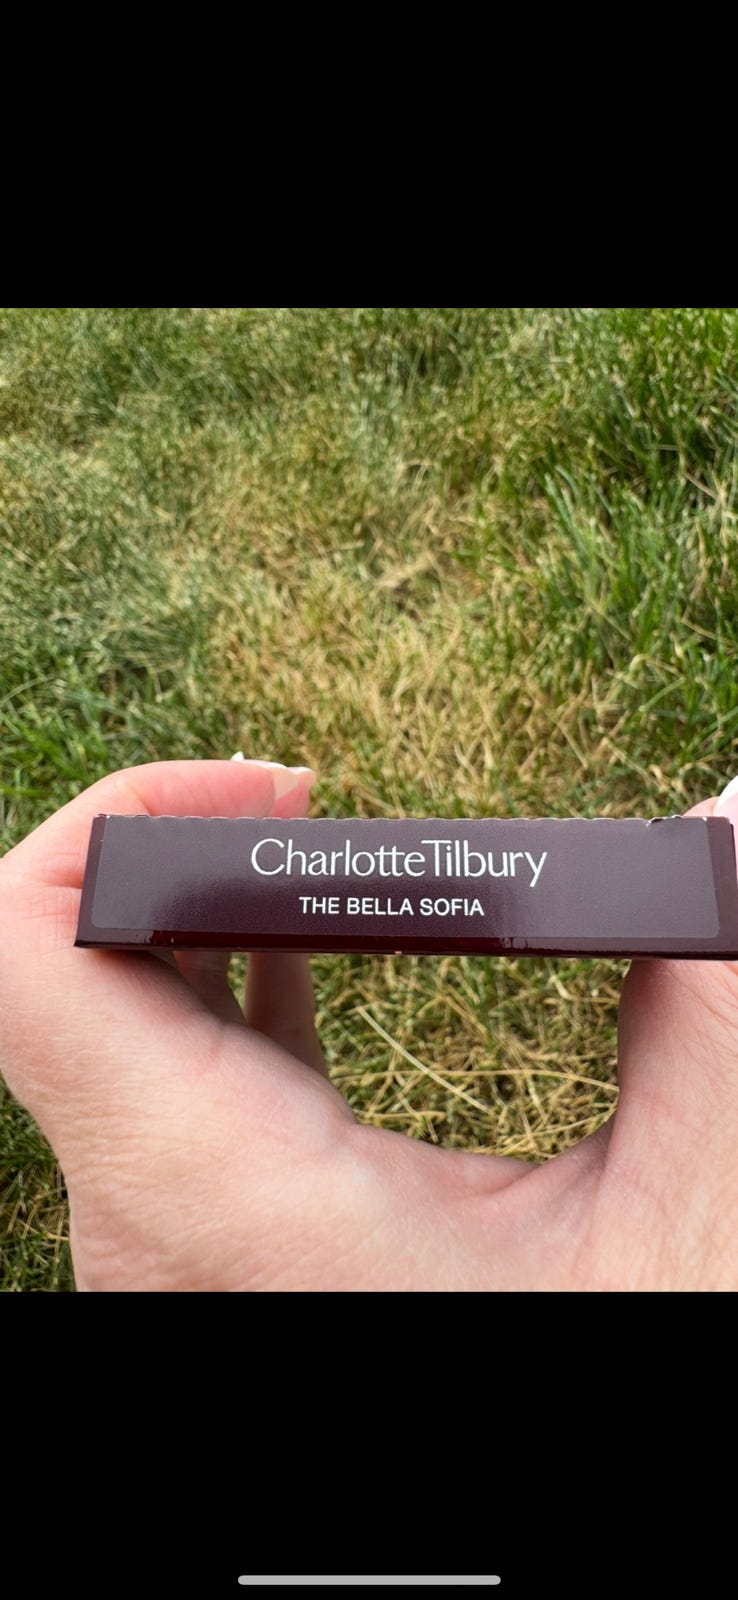 CharlotteTilbury
THE BELLA SOFIA